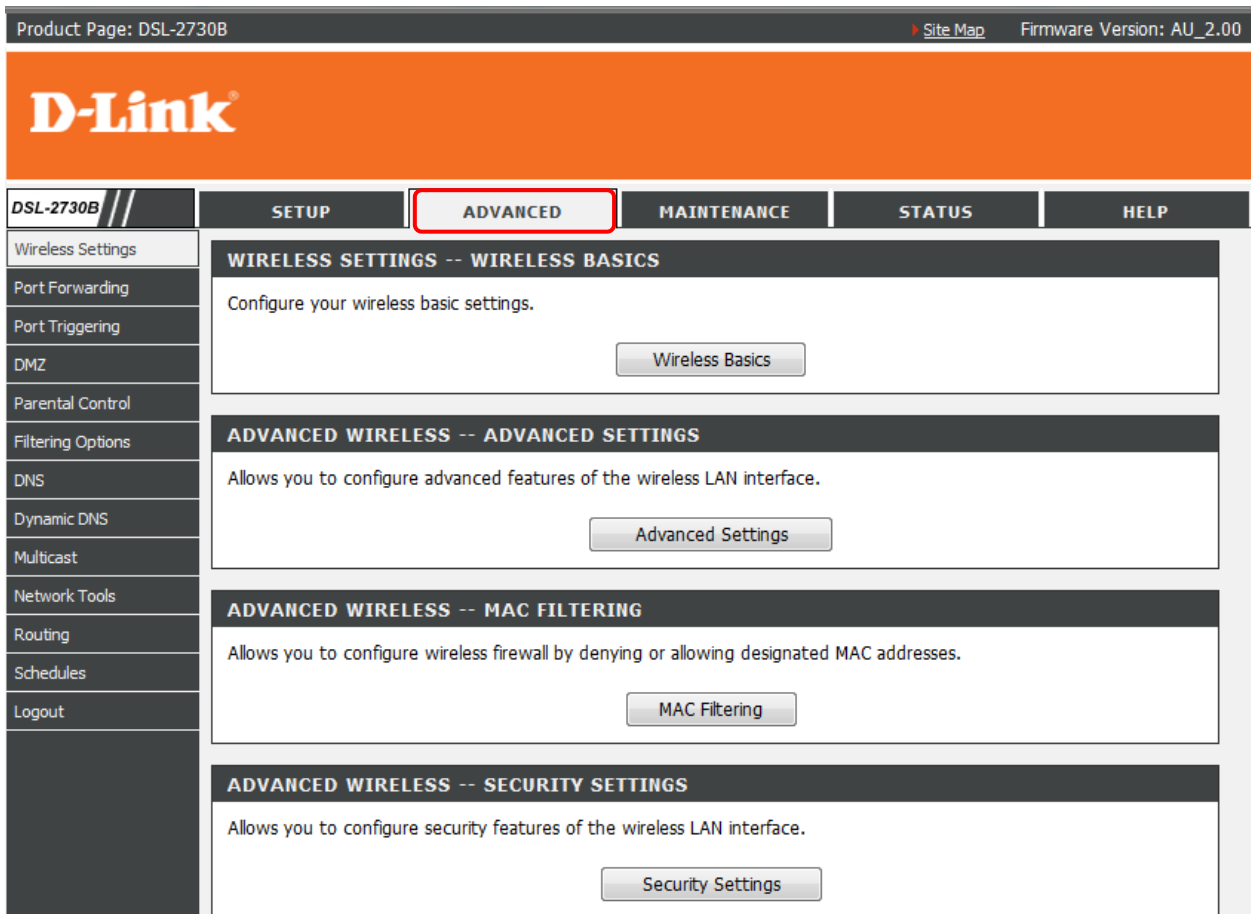 Product Page: DSL-2730B Site Map Firmware Version: AU_2.00
D-Link®
DSL-2730B SETUP ADVANCED MAINTENANCE STATUS HELP
Wireless Settings
Port Forwarding
Port Triggering
DMZ
Parental Control
Filtering Options
DNS
Dynamic DNS
Multicast
Network Tools
Routing
Schedules
Logout
WIRELESS SETTINGS -- WIRELESS BASICS
Configure your wireless basic settings.
Wireless Basics
ADVANCED WIRELESS -- ADVANCED SETTINGS
Allows you to configure advanced features of the wireless LAN interface.
Advanced Settings
ADVANCED WIRELESS -- MAC FILTERING
Allows you to configure wireless firewall by denying or allowing designated MAC addresses.
MAC Filtering
ADVANCED WIRELESS -- SECURITY SETTINGS
Allows you to configure security features of the wireless LAN interface.
Security Settings